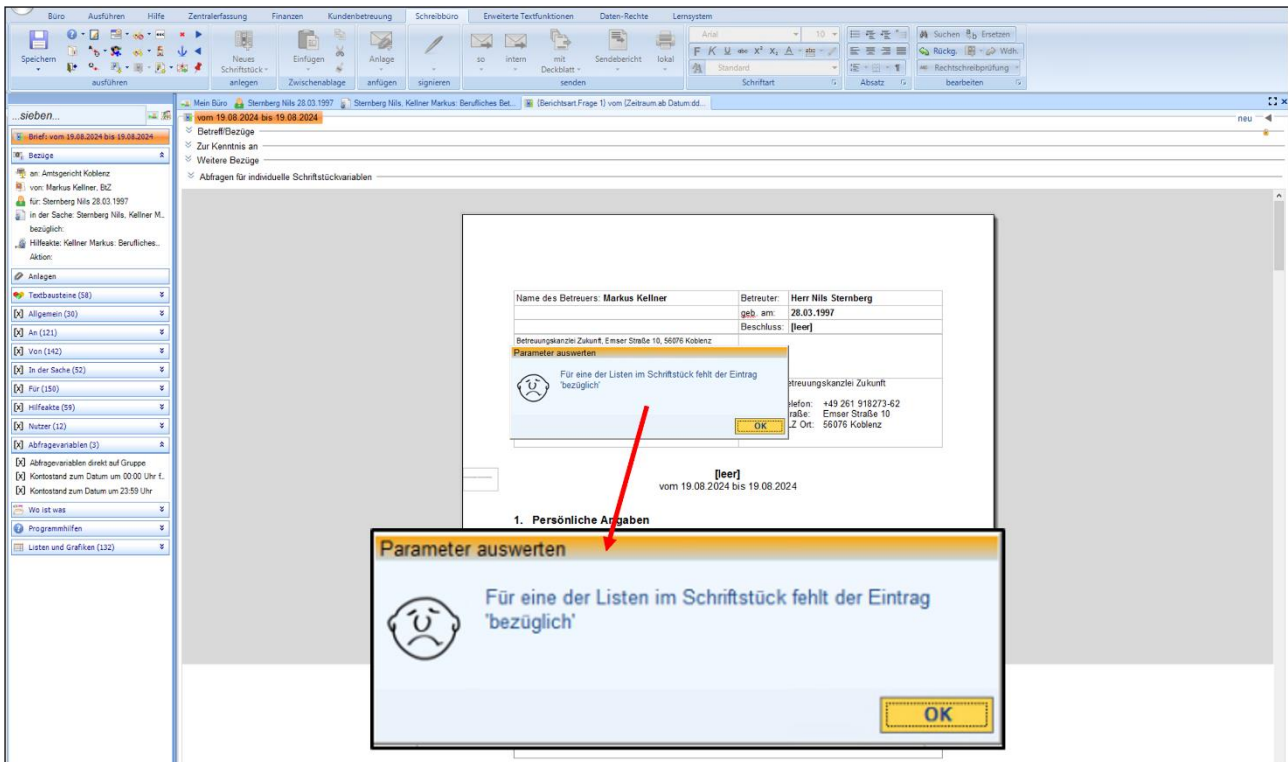 Büro Ausführen Hilfe Zentralerfassung Finanzen Kundenbetreuung Schreibbüro Erweiterte Textfunktionen Daten-Rechte Lernsystem
Arial 10 Suchen Ersetzen
Speichern Neues Schriftstück Einfügen Anlage so intern mit Deckblatt Sendebericht lokal F K U abc X² X₂ A Rückg. Wdh.
Standard Rechtschreibprüfung
ausführen anlegen Zwischenablage anfügen signieren senden Schriftart Absatz bearbeiten
Mein Büro Sternberg Nils 28.03.1997 Sternberg Nils, Kellner Markus: Berufliches Bet... {Berichtsart.Frage 1} vom {Zeitraum.ab Datum.dd...
...sieben...
vom 19.08.2024 bis 19.08.2024 neu
Brief: vom 19.08.2024 bis 19.08.2024
Betreff/Bezüge
Zur Kenntnis an
Weitere Bezüge
Abfragen für individuelle Schriftstückvariablen
Bezüge
an: Amtsgericht Koblenz
von: Markus Kellner, BtZ
für: Sternberg Nils 28.03.1997
in der Sache: Sternberg Nils, Kellner M..
bezüglich:
Hilfeakte: Kellner Markus: Berufliches..
Aktion:
Anlagen
Textbausteine (58)
[x] Allgemein (30)
[x] An (121)
[x] Von (142)
[x] In der Sache (52)
[x] Für (150)
[x] Hilfeakte (59)
[x] Nutzer (12)
[x] Abfragevariablen (3)
[x] Abfragevariablen direkt auf Gruppe
[x] Kontostand zum Datum um 00:00 Uhr f..
[x] Kontostand zum Datum um 23:59 Uhr
Wo ist was
Programmhilfen
Listen und Grafiken (132)
Name des Betreuers: Markus Kellner Betreuter: Herr Nils Sternberg
geb. am: 28.03.1997
Beschluss: [leer]
Betreuungskanzlei Zukunft, Emser Straße 10, 56076 Koblenz
Parameter auswerten
Für eine der Listen im Schriftstück fehlt der Eintrag
'bezüglich'
OK
etreuungskanzlei Zukunft
elefon: +49 261 918273-62
raße: Emser Straße 10
LZ Ort: 56076 Koblenz
[leer]
vom 19.08.2024 bis 19.08.2024
1. Persönliche Angaben
Parameter auswerten
Für eine der Listen im Schriftstück fehlt der Eintrag
'bezüglich'
OK